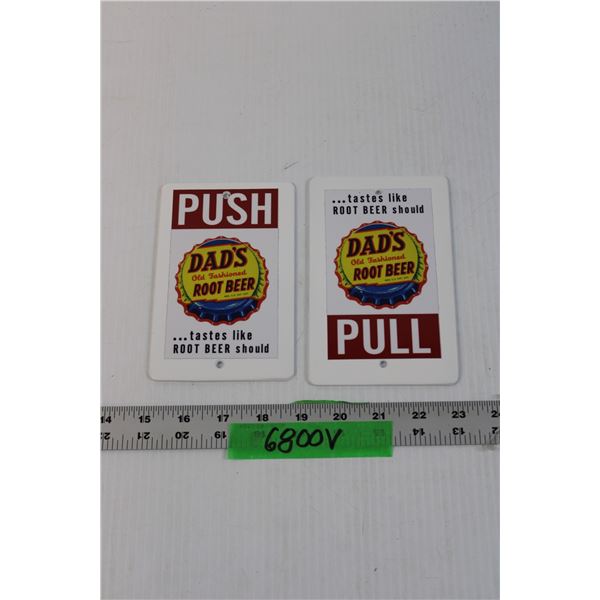 PUSH
DAD'S
Old Fashioned
ROOT BEER
...tastes like
ROOT BEER should
...tastes like
ROOT BEER should
DAD'S
Old Fashioned
ROOT BEER
PULL
14 15 16 17 18 19 20 21 22 23 24
6800V